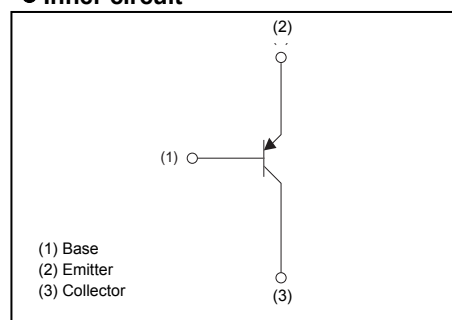 ● Inner circuit
(2)
(1)
(1) Base
(2) Emitter
(3) Collector
(3)